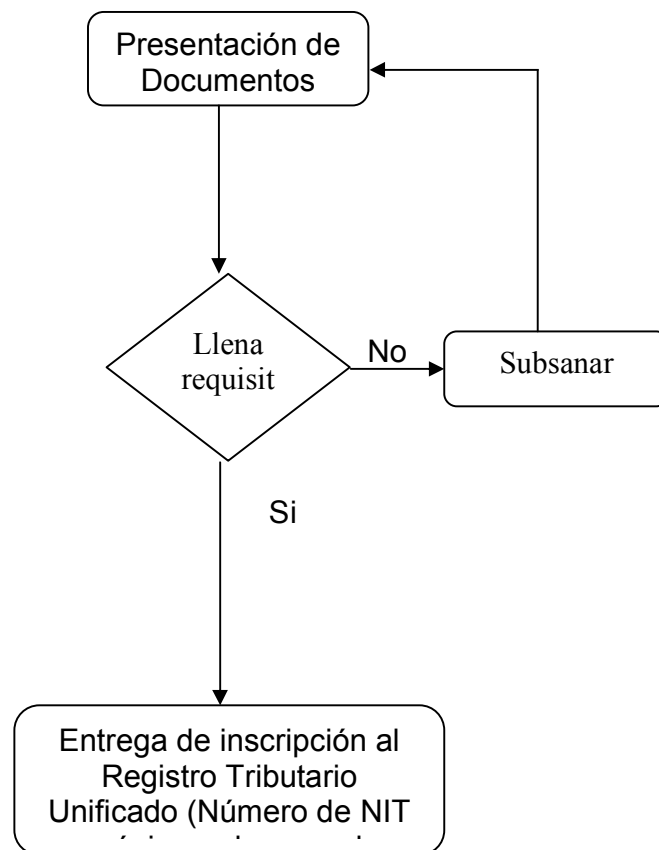 Presentación de
Documentos
Llena
requisit
No
Subsanar
Si
Entrega de inscripción al
Registro Tributario
Unificado (Número de NIT